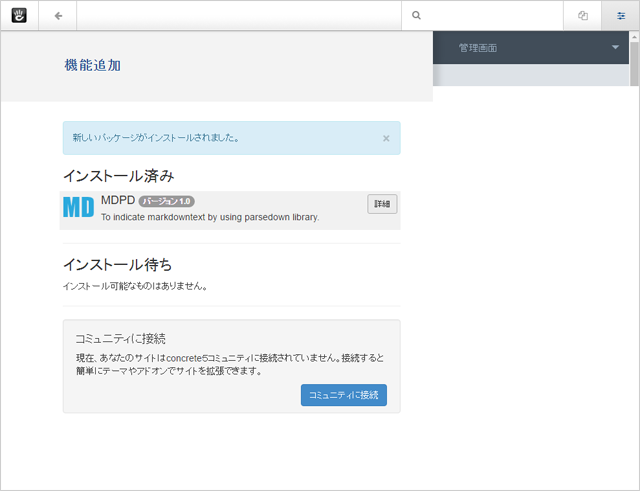 管理画面
機能追加
新しいパッケージがインストールされました。
×
インストール済み
MD
MDPD バージョン 1.0
詳細
To indicate markdowntext by using parsedown library.
インストール待ち
インストール可能なものはありません。
コミュニティに接続
現在、あなたのサイトはconcrete5コミュニティに接続されていません。接続すると
簡単にテーマやアドオンでサイトを拡張できます。
コミュニティに接続